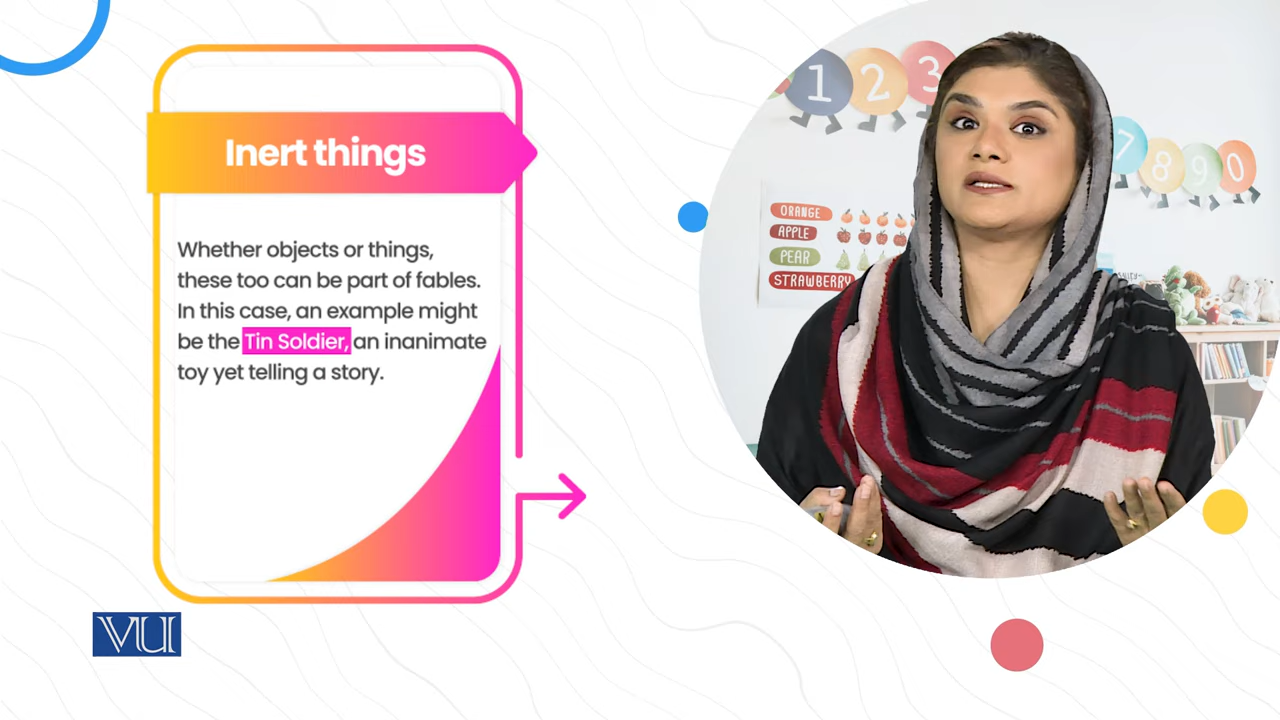 Inert things
Whether objects or things,
these too can be part of fables.
In this case, an example might
be the Tin Soldier, an inanimate
toy yet telling a story.
VU
1 2 3
7 8 9 0
ORANGE
APPLE
PEAR
STRAWBERRY